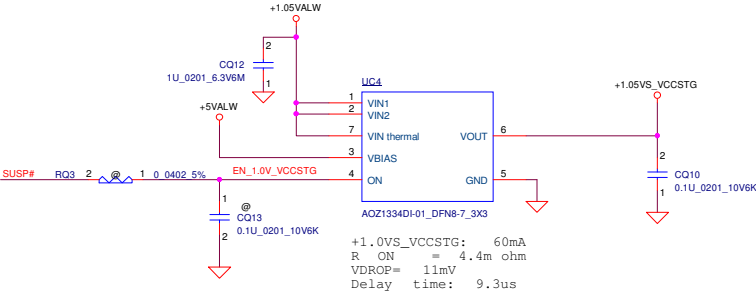 +1.05VALW
2
CQ12
1U_0201_6.3V6M
1
UC4
+1.05VS_VCCSTG
+5VALW
1
VIN1
2
VIN2
7
VIN thermal
VOUT
6
3
VBIAS
SUSP#
RQ3
2
@
1
0_0402_5%
EN_1.0V_VCCSTG
4
ON
GND
5
2
CQ10
0.1U_0201_10V6K
1
1
@
CQ13
0.1U_0201_10V6K
2
AOZ1334DI-01_DFN8-7_3X3
+1.0VS_VCCSTG: 60mA
R ON = 4.4m ohm
VDROP= 11mV
Delay time: 9.3us